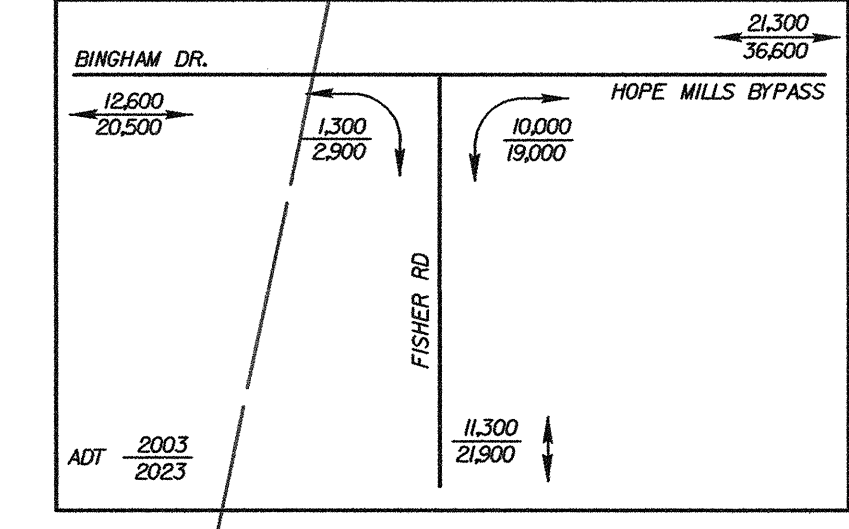 21,300
36,600
BINGHAM DR.
HOPE MILLS BYPASS
12,600
20,500
1,300
2,900
10,000
19,000
FISHER RD
11,300
21,900
ADT 2003
2023